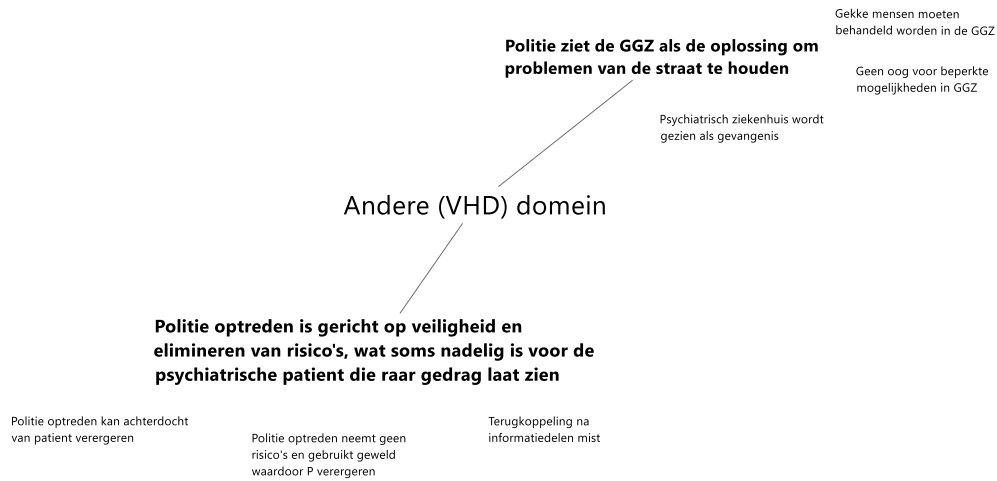 Gekke mensen moeten
behandeld worden in de GGZ
Politie ziet de GGZ als de oplossing om
problemen van de straat te houden
Geen oog voor beperkte
mogelijkheden in GGZ
Psychiatrisch ziekenhuis wordt
gezien als gevangenis
Andere (VHD) domein
Politie optreden is gericht op veiligheid en
elimineren van risico's, wat soms nadelig is voor de
psychiatrische patient die raar gedrag laat zien
Politie optreden kan achterdocht
van patient verergeren
Politie optreden neemt geen
risico's en gebruikt geweld
waardoor P verergeren
Terugkoppeling na
informatiedelen mist